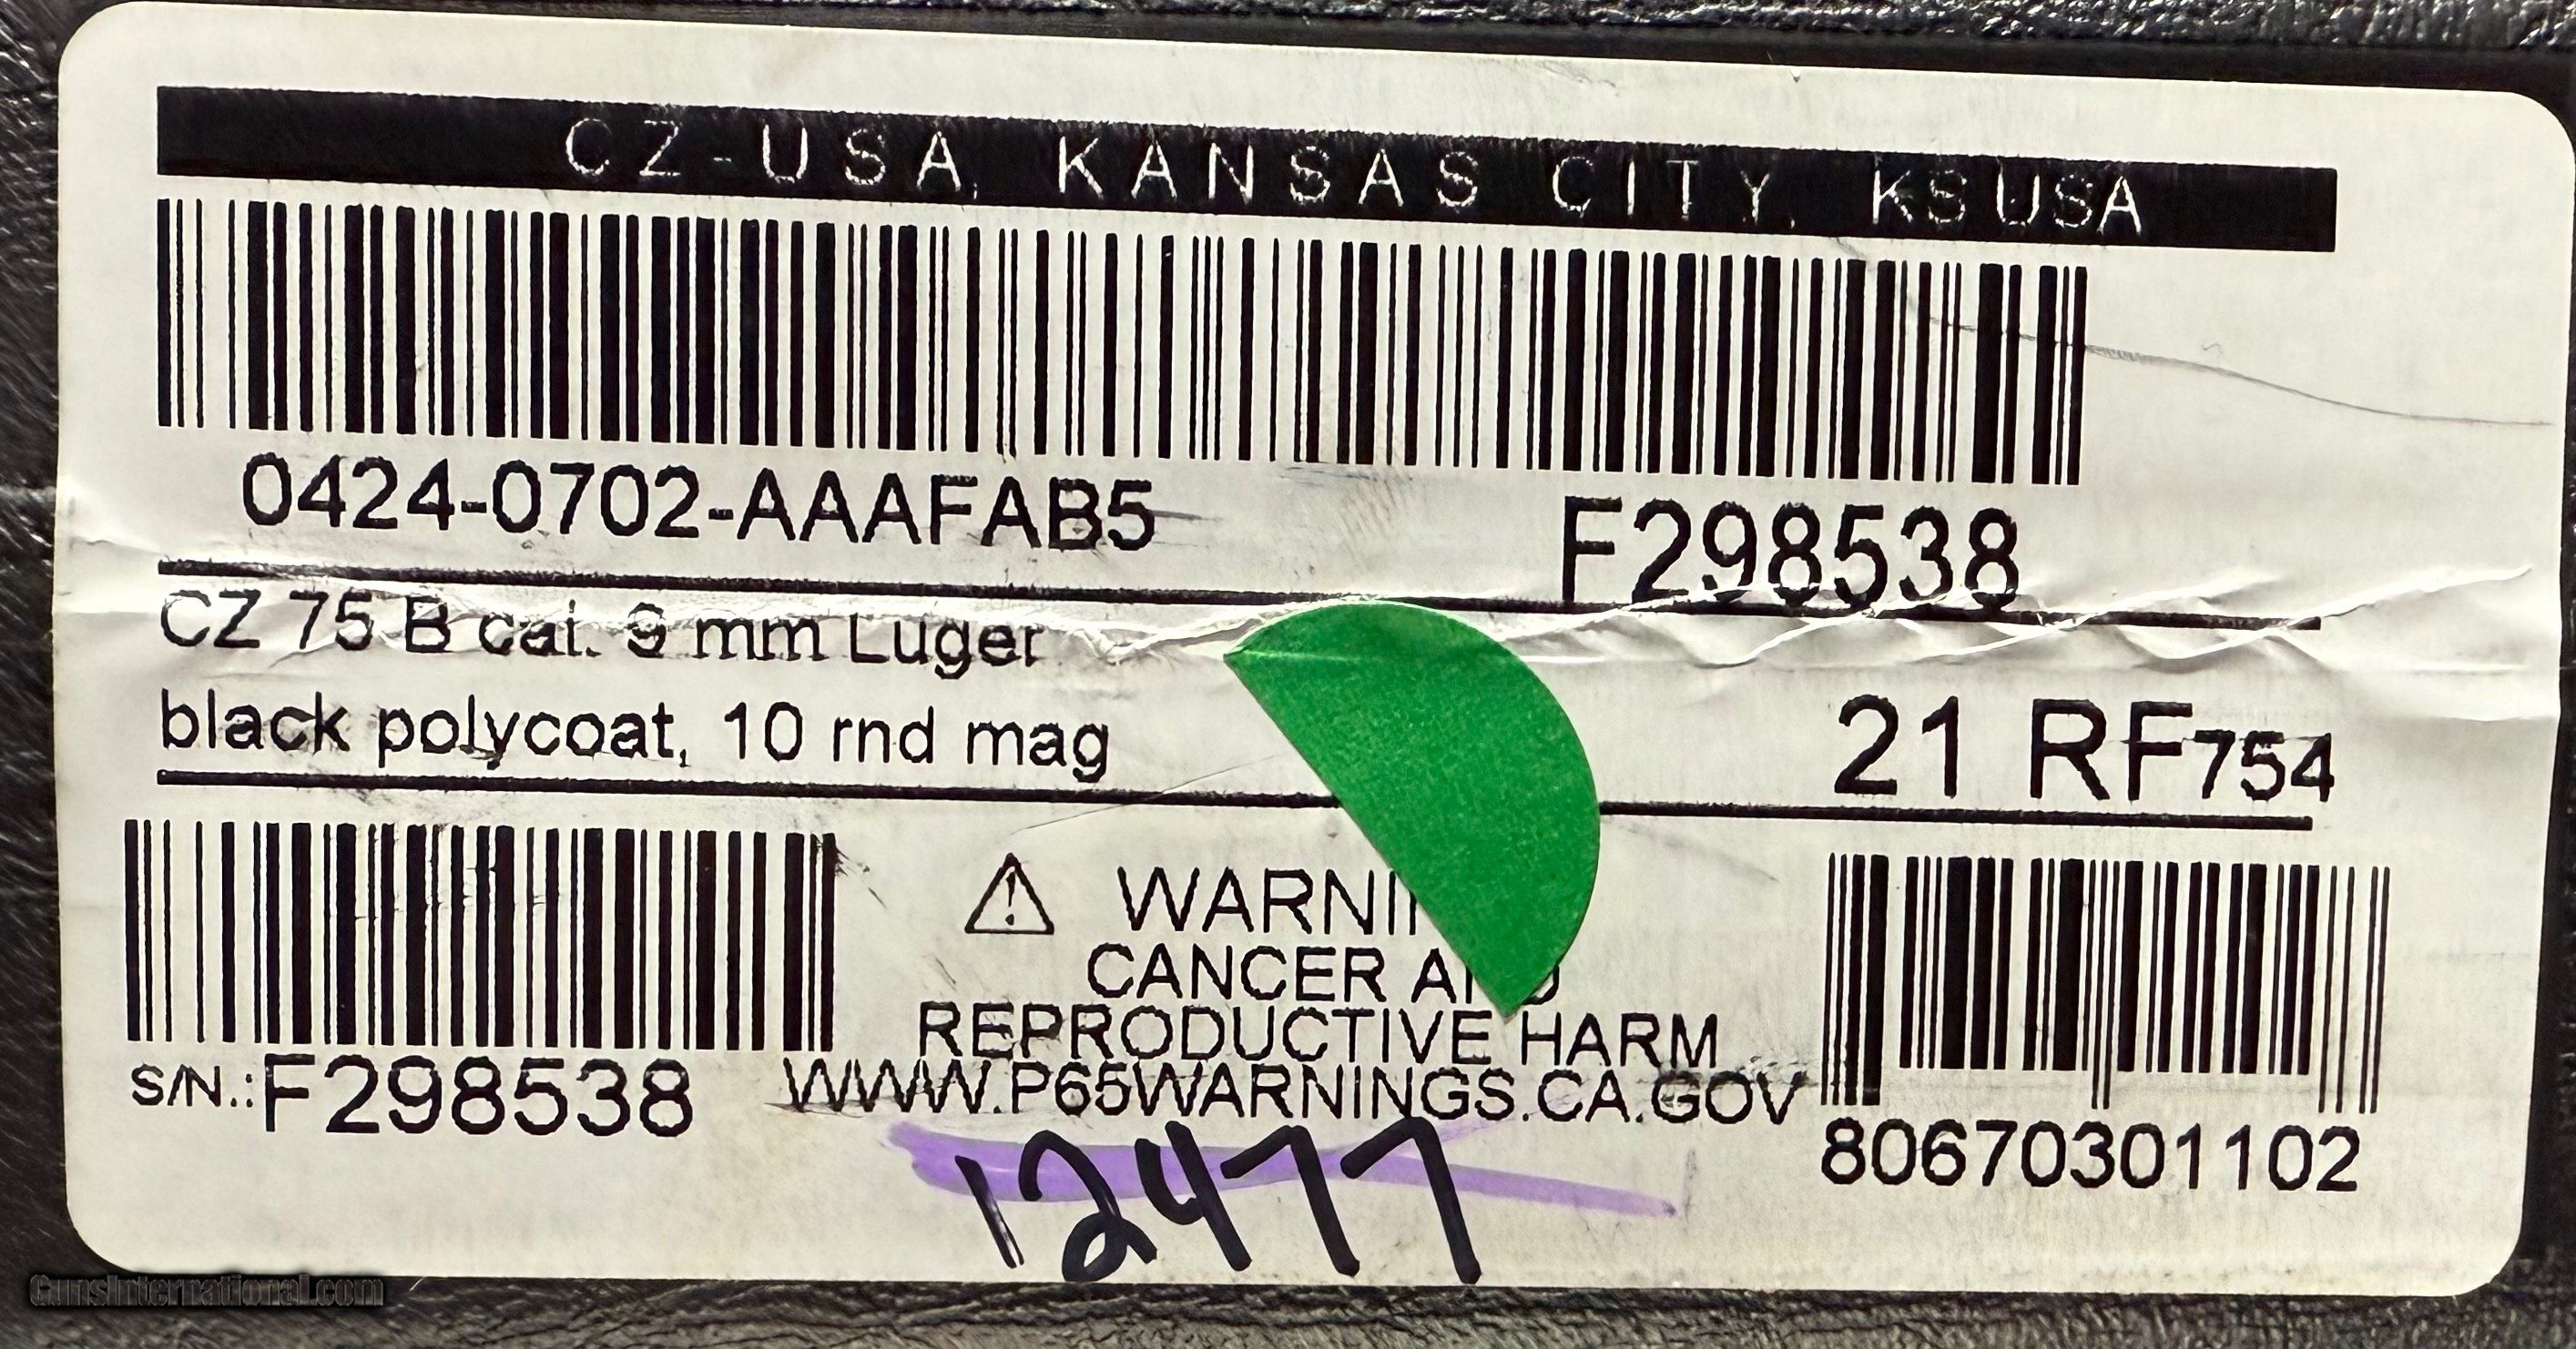 CZ-USA, KANSAS CITY, KS USA
0424-0702-AAAFAB5 F298538
CZ 75 B cal. 9 mm Luger
black polycoat, 10 rnd mag 21 RF754
⚠ WARNI
CANCER A D
REPRODUCTIVE HARM
WWW.P65WARNINGS.CA.GOV
S/N.:F298538
80670301102
12477
GunsInternational.com